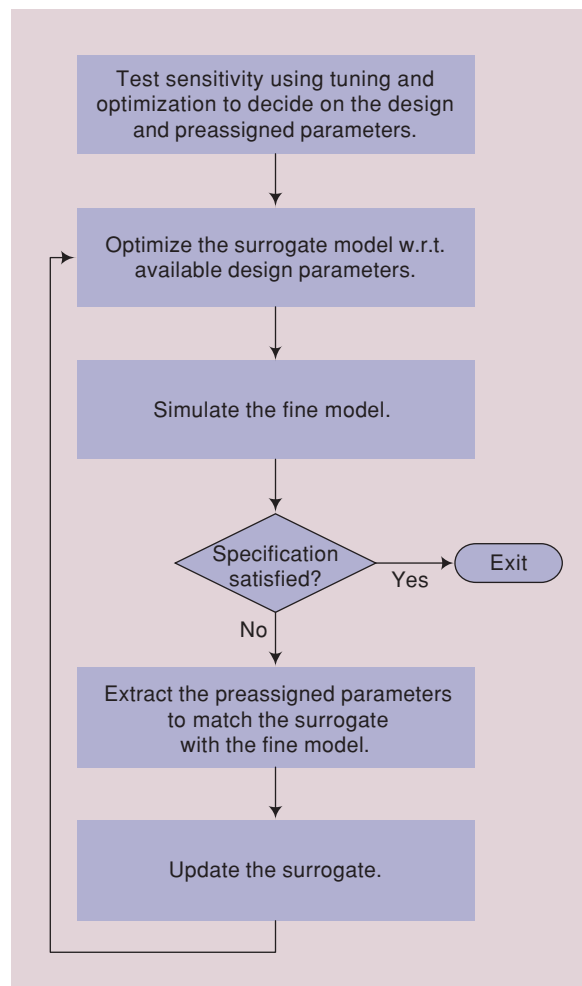 Test sensitivity using tuning and
optimization to decide on the design
and preassigned parameters.
Optimize the surrogate model w.r.t.
available design parameters.
Simulate the fine model.
Specification
satisfied?
Yes
Exit
No
Extract the preassigned parameters
to match the surrogate
with the fine model.
Update the surrogate.